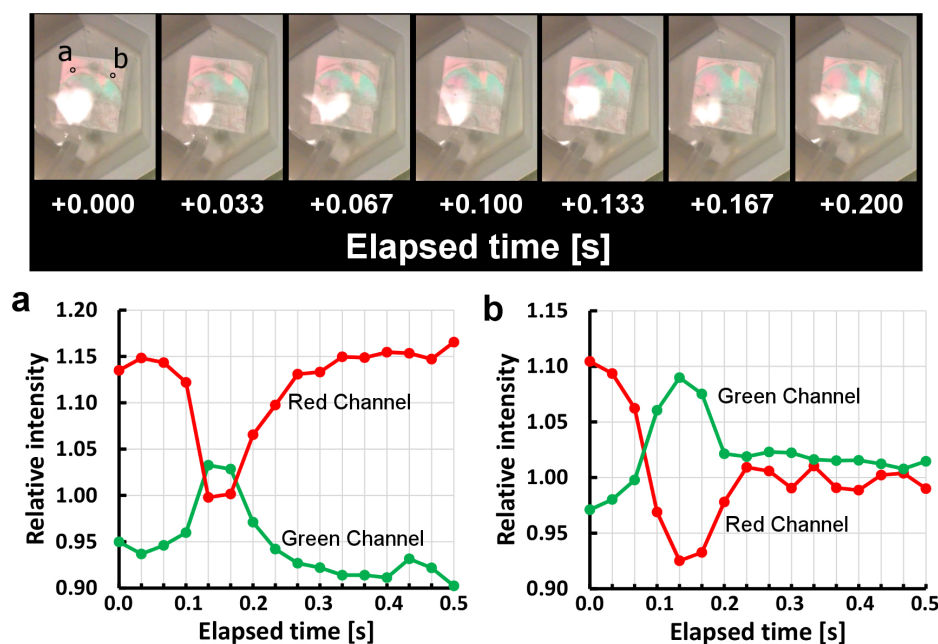 a b
+0.000 +0.033 +0.067 +0.100 +0.133 +0.167 +0.200
Elapsed time [s]
a
1.20
1.15
1.10
1.05
1.00
0.95
0.90
Relative intensity
Red Channel
Green Channel
0.0 0.1 0.2 0.3 0.4 0.5
Elapsed time [s]
b
1.15
1.10
1.05
1.00
0.95
0.90
Relative intensity
Green Channel
Red Channel
0.0 0.1 0.2 0.3 0.4 0.5
Elapsed time [s]